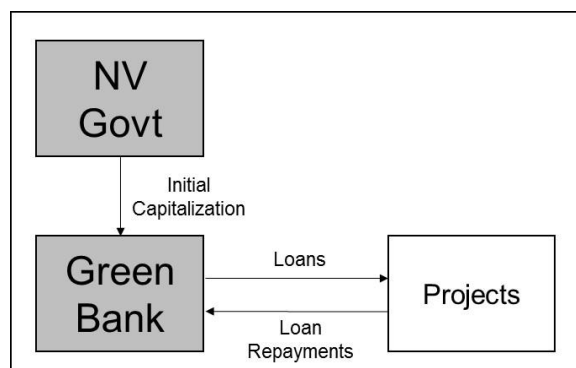 NV
Govt
Initial
Capitalization
Green
Bank
Loans
Projects
Loan
Repayments